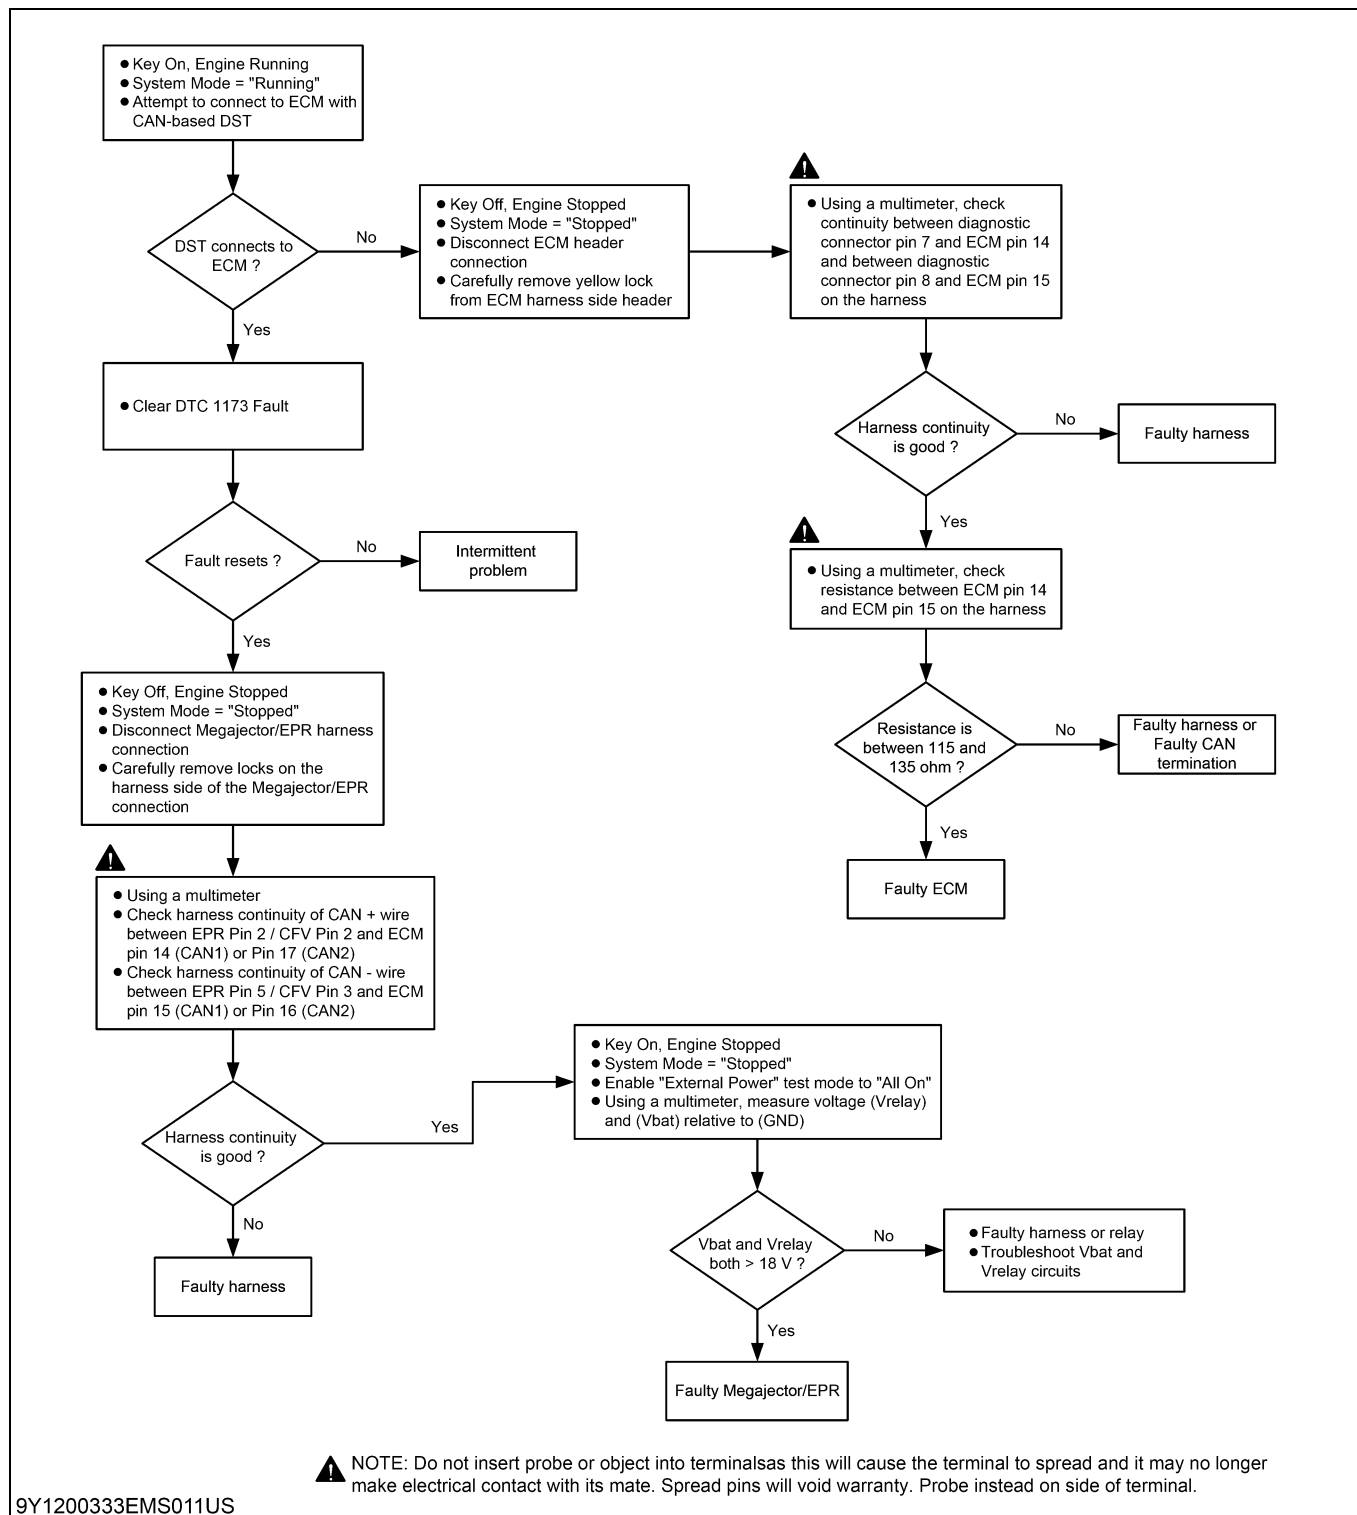 ● Key On, Engine Running
● System Mode = "Running"
● Attempt to connect to ECM with
CAN-based DST
DST connects to
ECM ?
No
Yes
● Key Off, Engine Stopped
● System Mode = "Stopped"
● Disconnect ECM header
connection
● Carefully remove yellow lock
from ECM harness side header
● Using a multimeter, check
continuity between diagnostic
connector pin 7 and ECM pin 14
and between diagnostic
connector pin 8 and ECM pin 15
on the harness
● Clear DTC 1173 Fault
Harness continuity
is good ?
No
Faulty harness
Yes
Fault resets ?
No
Intermittent
problem
Yes
● Using a multimeter, check
resistance between ECM pin 14
and ECM pin 15 on the harness
● Key Off, Engine Stopped
● System Mode = "Stopped"
● Disconnect Megajector/EPR harness
connection
● Carefully remove locks on the
harness side of the Megajector/EPR
connection
Resistance is
between 115 and
135 ohm ?
No
Faulty harness or
Faulty CAN
termination
Yes
Faulty ECM
● Using a multimeter
● Check harness continuity of CAN + wire
between EPR Pin 2 / CFV Pin 2 and ECM
pin 14 (CAN1) or Pin 17 (CAN2)
● Check harness continuity of CAN - wire
between EPR Pin 5 / CFV Pin 3 and ECM
pin 15 (CAN1) or Pin 16 (CAN2)
Harness continuity
is good ?
Yes
No
Faulty harness
● Key On, Engine Stopped
● System Mode = "Stopped"
● Enable "External Power" test mode to "All On"
● Using a multimeter, measure voltage (Vrelay)
and (Vbat) relative to (GND)
Vbat and Vrelay
both > 18 V ?
No
● Faulty harness or relay
● Troubleshoot Vbat and
Vrelay circuits
Yes
Faulty Megajector/EPR
NOTE: Do not insert probe or object into terminalsas this will cause the terminal to spread and it may no longer
make electrical contact with its mate. Spread pins will void warranty. Probe instead on side of terminal.
9Y1200333EMS011US